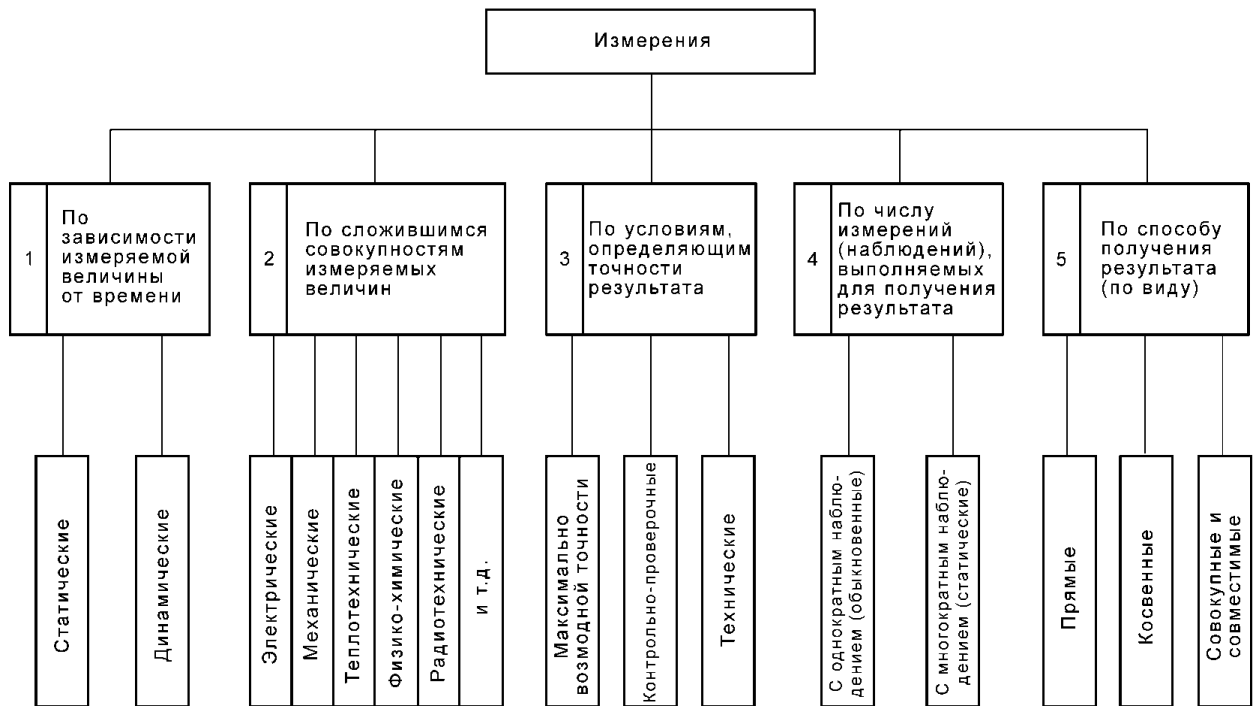 Измерения
1
По
зависимости
измеряемой
величины
от времени
2
По сложившимся
совокупностям
измеряемых
величин
3
По условиям,
определяющим
точности
результата
4
По числу
измерений
(наблюдений),
выполняемых
для получения
результата
5
По способу
получения
результата
(по виду)
Статические
Динамические
Электрические
Механические
Теплотехнические
Физико-химические
Радиотехнические
и т.д.
Максимально
возмодной точности
Контрольно-проверочные
Технические
С однократным наблю-
дением (обыкновенные)
С многократным наблю-
дением (статические)
Прямые
Косвенные
Совокупные и
совместимые